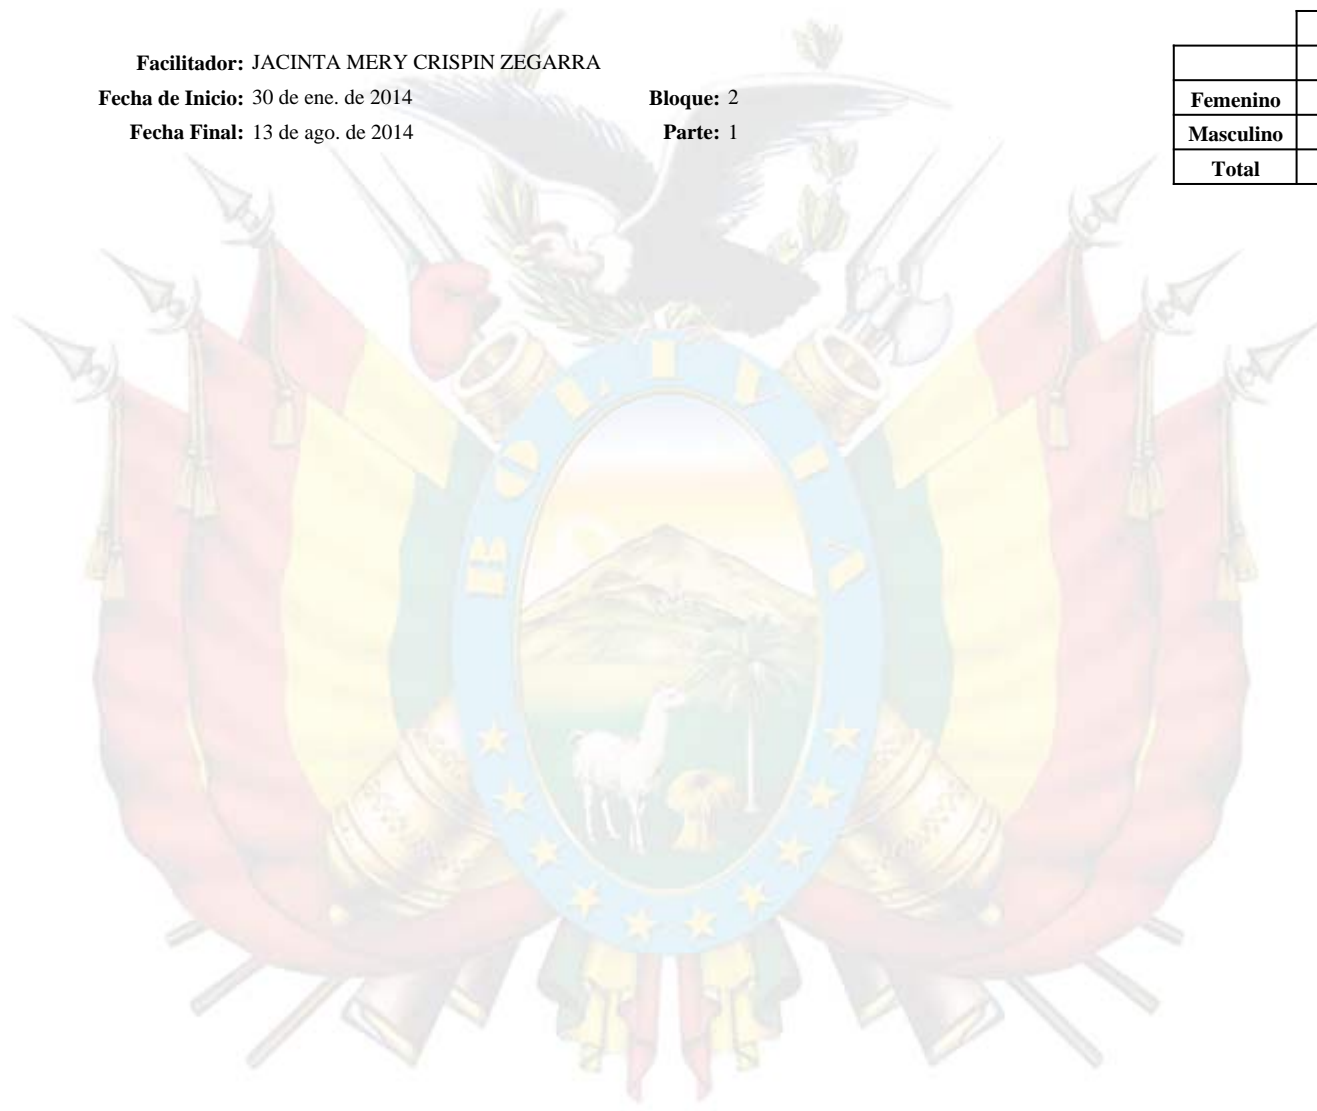 Facilitador: JACINTA MERY CRISPIN ZEGARRA
Fecha de Inicio: 30 de ene. de 2014 Bloque: 2
Fecha Final: 13 de ago. de 2014 Parte: 1
Femenino
Masculino
Total
BOLIVIA